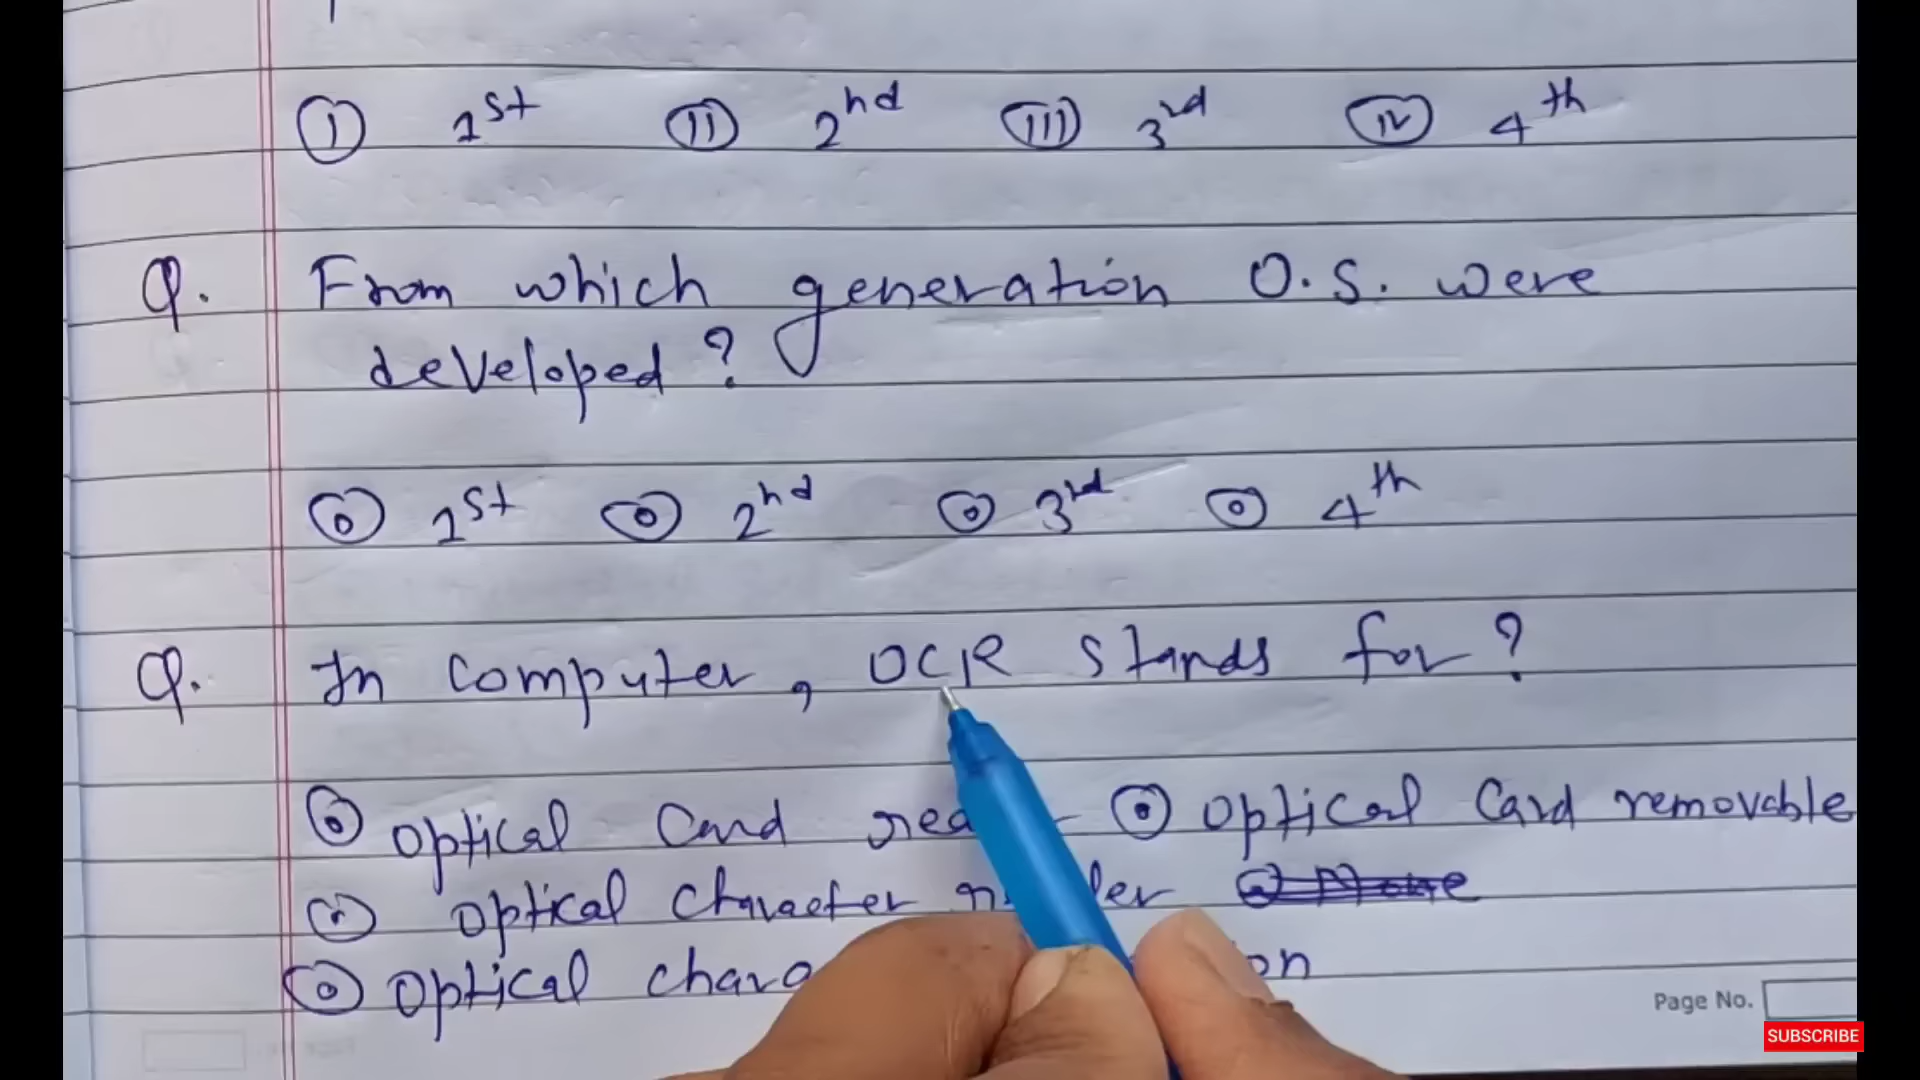 I 1st II 2nd III 3rd IV 4th
Q. From which generation O.S. were
developed?
1st 2nd 3rd 4th
Q. In computer, OCR stands for?
optical Card optical Card removable
optical character
optical
Page No.
SUBSCRIBE